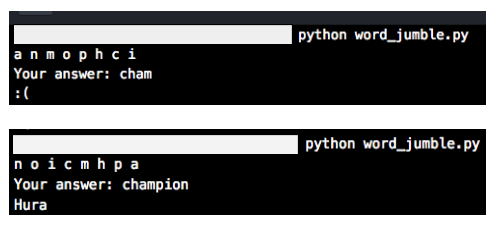 python word_jumble.py
a n m o p h c i
Your answer: cham
:(
python word_jumble.py
n o i c m h p a
Your answer: champion
Hura